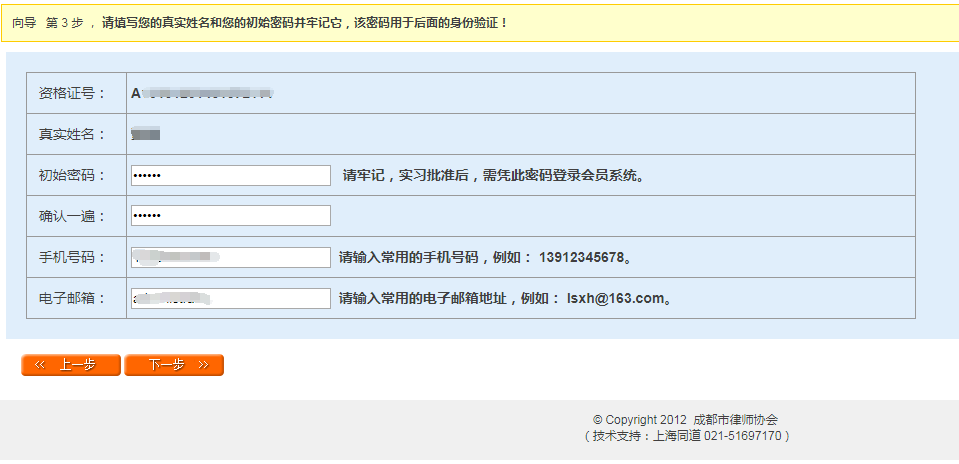 向导 第 3 步 ， 请填写您的真实姓名和您的初始密码并牢记它，该密码用于后面的身份验证！
资格证号：
真实姓名：
初始密码： •••••• 请牢记，实习批准后，需凭此密码登录会员系统。
确认一遍： ••••••
手机号码： 请输入常用的手机号码，例如： 13912345678。
电子邮箱： 请输入常用的电子邮箱地址，例如： lsxh@163.com。
<< 上一步 下一步 >>
© Copyright 2012 成都市律师协会
（ 技术支持：上海同道 021-51697170 ）